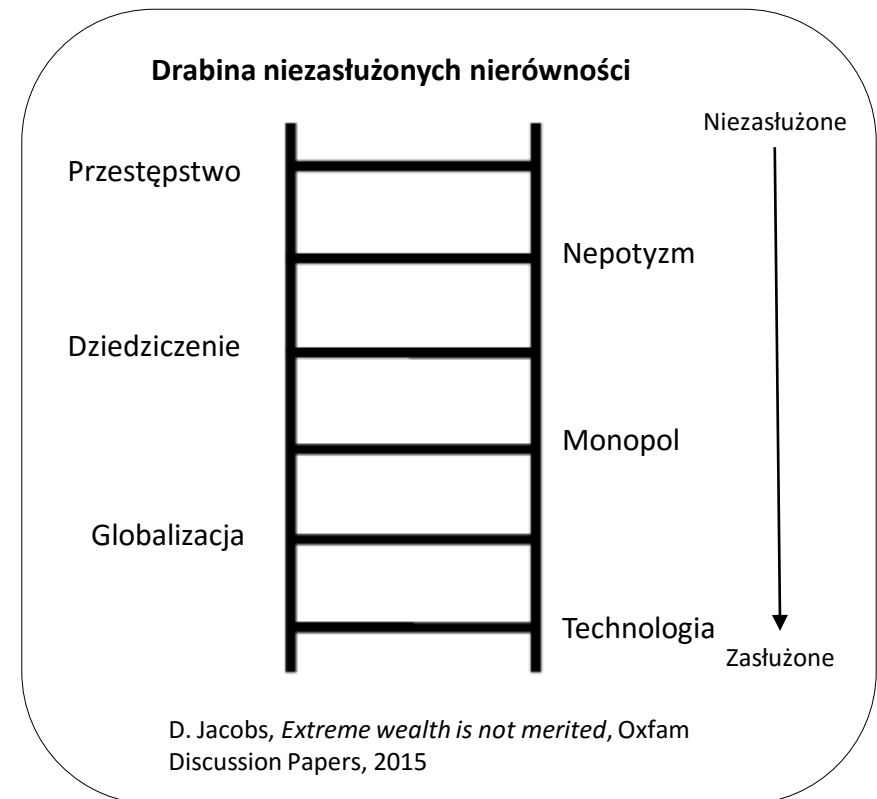 Drabina niezasłużonych nierówności
Niezasłużone
Przestępstwo
Nepotyzm
Dziedziczenie
Monopol
Globalizacja
Technologia
Zasłużone
D. Jacobs, Extreme wealth is not merited, Oxfam
Discussion Papers, 2015